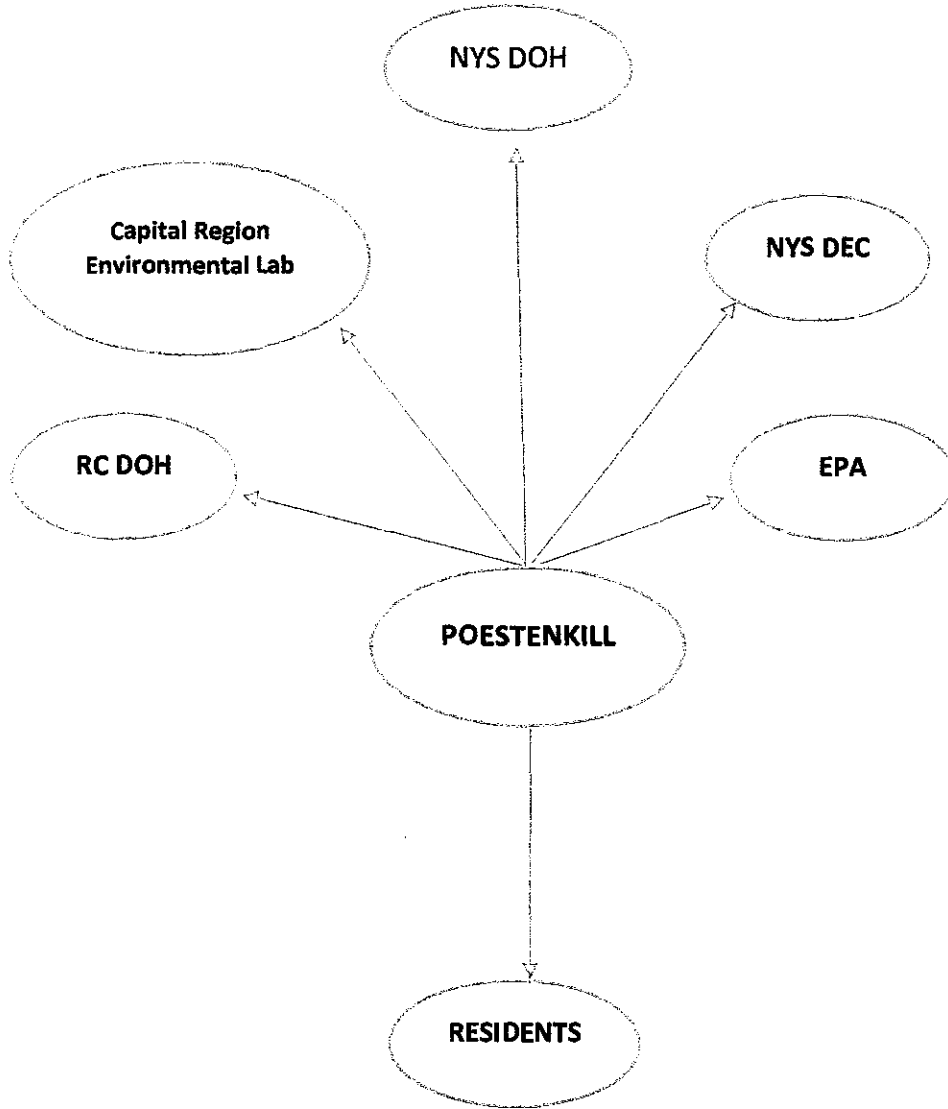 NYS DOH
Capital Region
Environmental Lab
NYS DEC
RC DOH
EPA
POESTENKILL
RESIDENTS